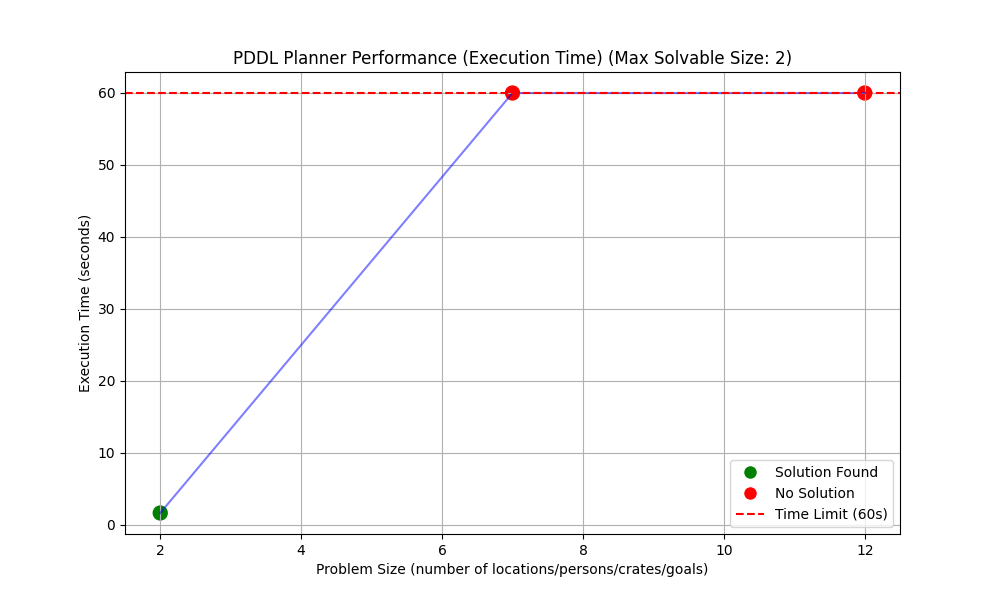 PDDL Planner Performance (Execution Time) (Max Solvable Size: 2)
60
50
40
30
20
10
0
Execution Time (seconds)
Solution Found
No Solution
Time Limit (60s)
2 4 6 8 10 12
Problem Size (number of locations/persons/crates/goals)